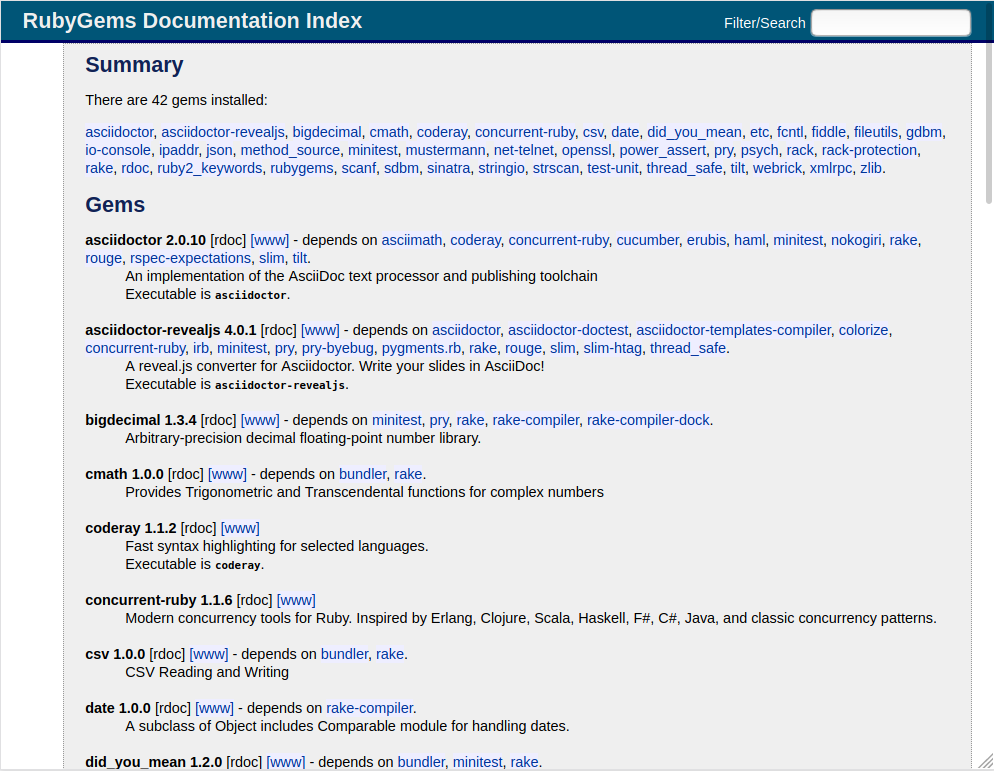 RubyGems Documentation Index
Filter/Search
Summary
There are 42 gems installed:
asciidoctor, asciidoctor-revealjs, bigdecimal, cmath, coderay, concurrent-ruby, csv, date, did_you_mean, etc, fcntl, fiddle, fileutils, gdbm,
io-console, ipaddr, json, method_source, minitest, mustermann, net-telnet, openssl, power_assert, pry, psych, rack, rack-protection,
rake, rdoc, ruby2_keywords, rubygems, scanf, sdbm, sinatra, stringio, strscan, test-unit, thread_safe, tilt, webrick, xmlrpc, zlib.
Gems
asciidoctor 2.0.10 [rdoc] [www] - depends on asciimath, coderay, concurrent-ruby, cucumber, erubis, haml, minitest, nokogiri, rake,
rouge, rspec-expectations, slim, tilt.
An implementation of the AsciiDoc text processor and publishing toolchain
Executable is asciidoctor.
asciidoctor-revealjs 4.0.1 [rdoc] [www] - depends on asciidoctor, asciidoctor-doctest, asciidoctor-templates-compiler, colorize,
concurrent-ruby, irb, minitest, pry, pry-byebug, pygments.rb, rake, rouge, slim, slim-htag, thread_safe.
A reveal.js converter for Asciidoctor. Write your slides in AsciiDoc!
Executable is asciidoctor-revealjs.
bigdecimal 1.3.4 [rdoc] [www] - depends on minitest, pry, rake, rake-compiler, rake-compiler-dock.
Arbitrary-precision decimal floating-point number library.
cmath 1.0.0 [rdoc] [www] - depends on bundler, rake.
Provides Trigonometric and Transcendental functions for complex numbers
coderay 1.1.2 [rdoc] [www]
Fast syntax highlighting for selected languages.
Executable is coderay.
concurrent-ruby 1.1.6 [rdoc] [www]
Modern concurrency tools for Ruby. Inspired by Erlang, Clojure, Scala, Haskell, F#, C#, Java, and classic concurrency patterns.
csv 1.0.0 [rdoc] [www] - depends on bundler, rake.
CSV Reading and Writing
date 1.0.0 [rdoc] [www] - depends on rake-compiler.
A subclass of Object includes Comparable module for handling dates.
did_you_mean 1.2.0 [rdoc] [www] - depends on bundler, minitest, rake.